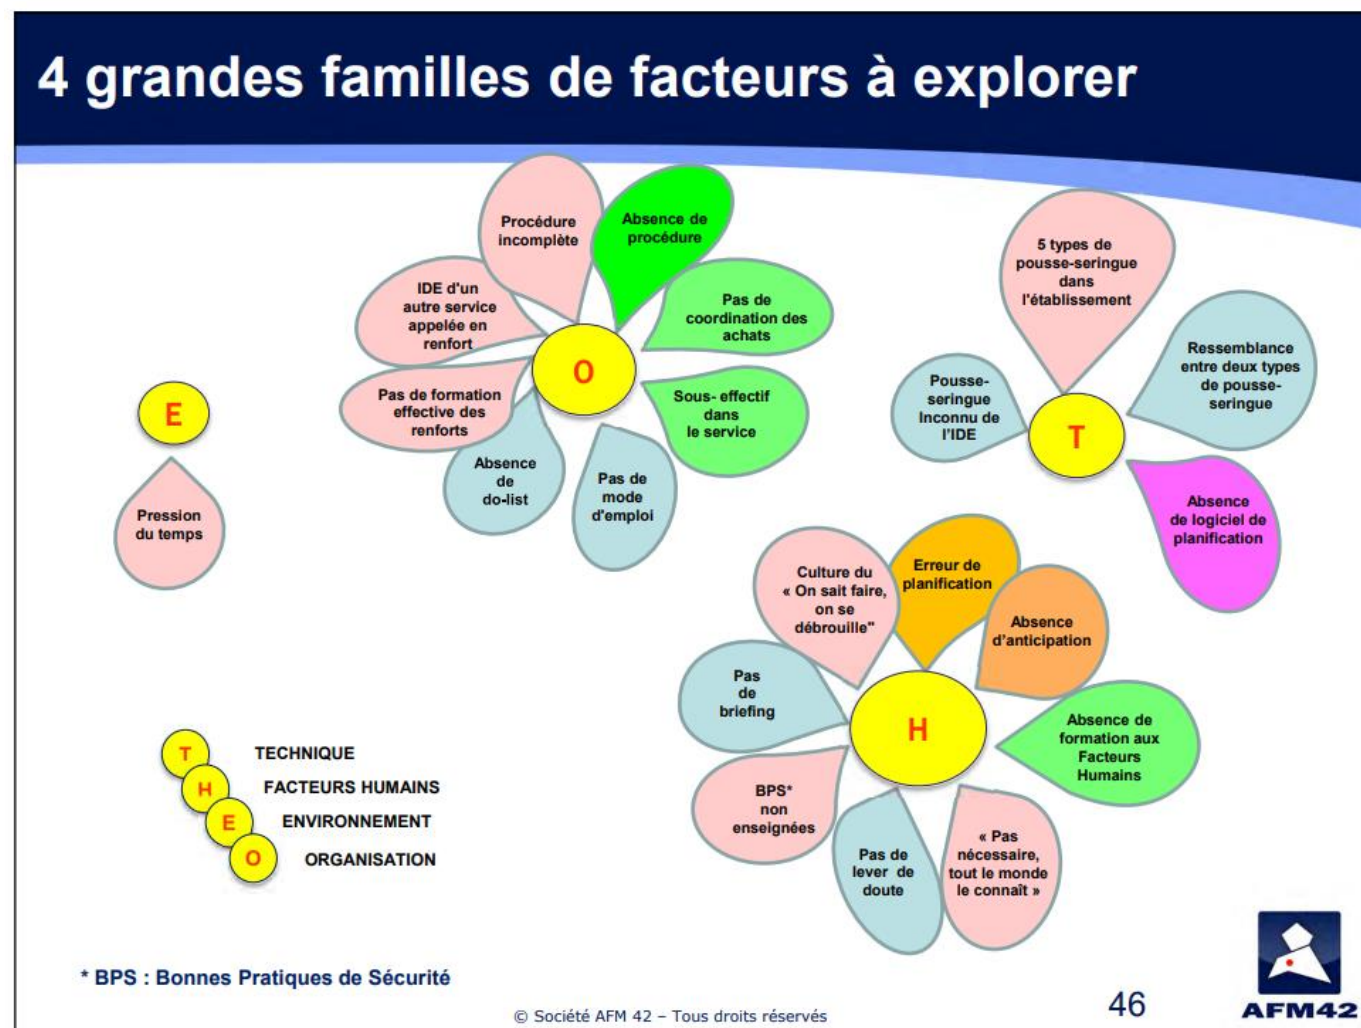 4 grandes familles de facteurs à explorer
Procédure
incomplète
Absence de
procédure
IDE d'un
autre service
appelée en
renfort
Pas de
coordination des
achats
Pas de formation
effective des
renforts
O
Sous- effectif
dans
le service
Absence
de
do-list
Pas de
mode
d'emploi
E
Pression
du temps
5 types de
pousse-seringue
dans
l'établissement
Ressemblance
entre deux types
de pousse-
seringue
Pousse-
seringue
Inconnu de
l'IDE
T
Absence
de logiciel de
planification
Culture du
« On sait faire,
on se
débrouille"
Erreur de
planification
Absence
d'anticipation
Pas
de
briefing
H
Absence de
formation aux
Facteurs
Humains
BPS*
non
enseignées
Pas de
lever de
doute
« Pas
nécessaire,
tout le monde
le connaît »
T TECHNIQUE
H FACTEURS HUMAINS
E ENVIRONNEMENT
O ORGANISATION
* BPS : Bonnes Pratiques de Sécurité
© Société AFM 42 – Tous droits réservés
46
AFM42